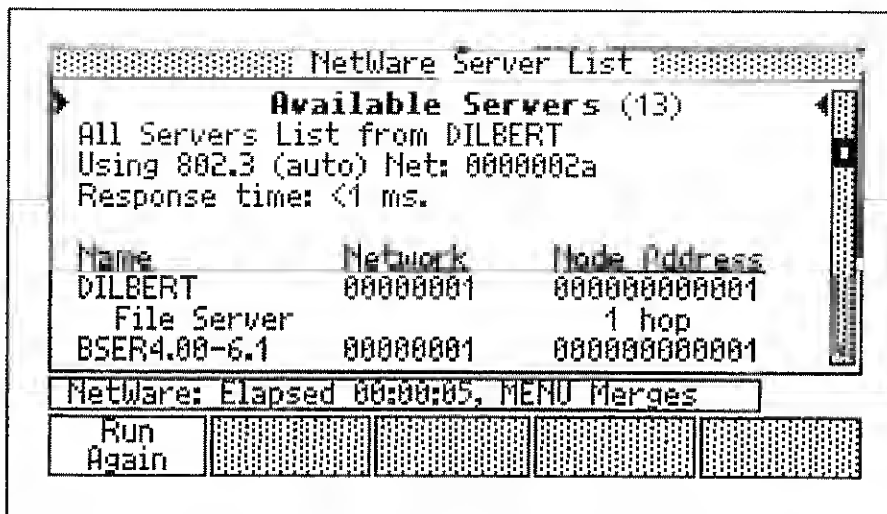 NetWare Server List
Available Servers (13)
All Servers List from DILBERT
Using 802.3 (auto) Net: 0000002a
Response time: <1 ms.
Name Network Node Address
DILBERT 00000001 000000000001
File Server 1 hop
BSER4.00-6.1 00000001 000000000001
NetWare: Elapsed 00:00:05, MENU Merges
Run
Again